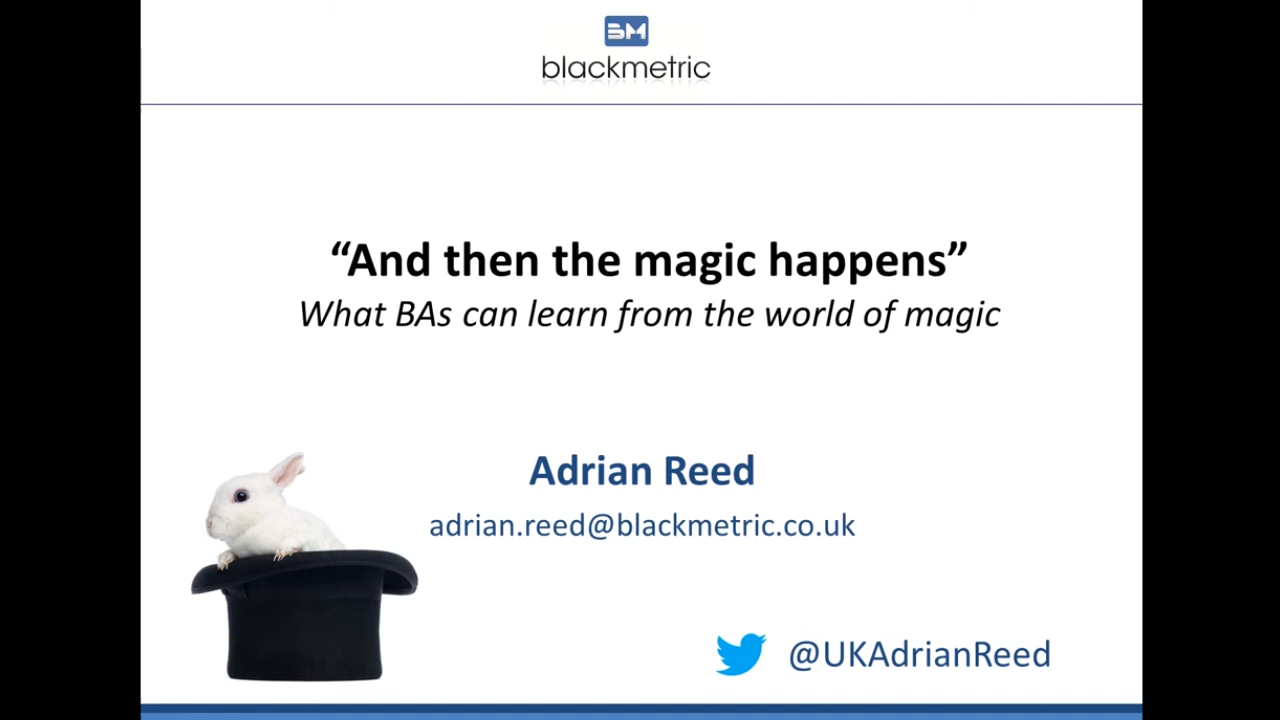 BM
blackmetric
“And then the magic happens”
What BAs can learn from the world of magic
Adrian Reed
adrian.reed@blackmetric.co.uk
@UKAdrianReed